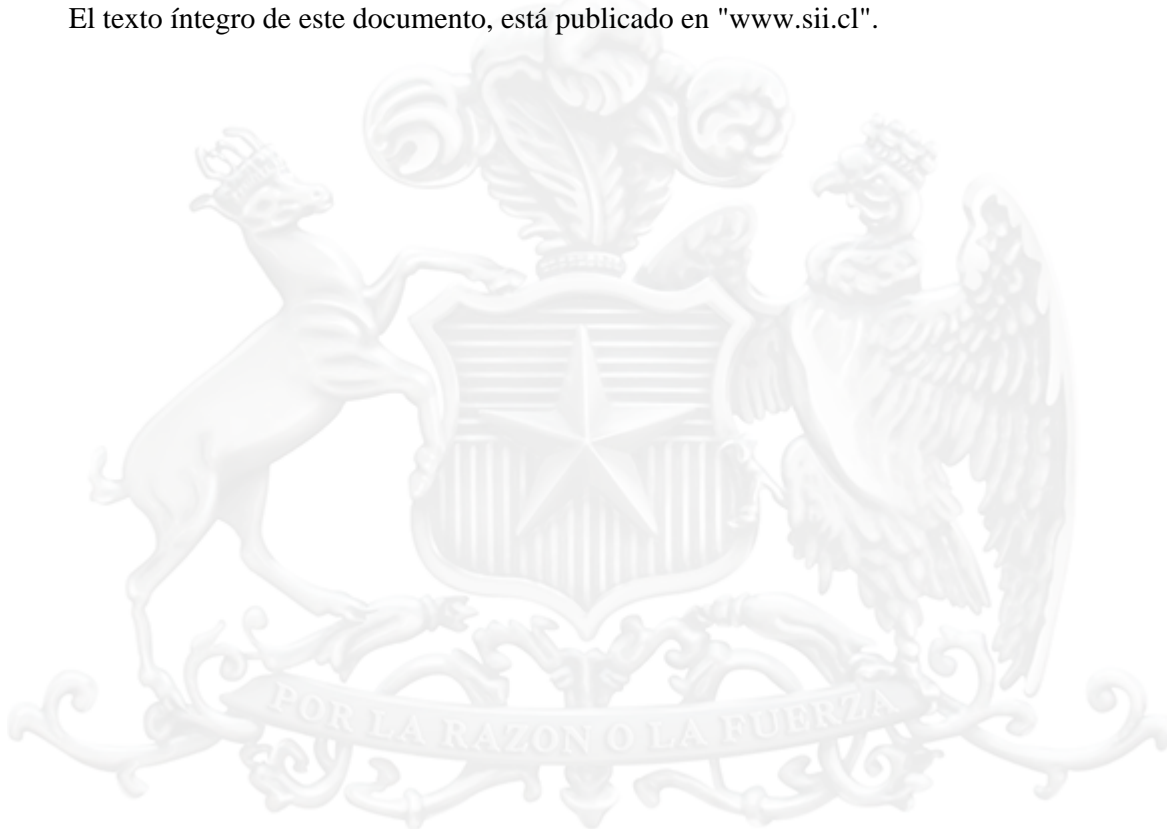 El texto íntegro de este documento, está publicado en "www.sii.cl".
POR LA RAZON O LA FUERZA